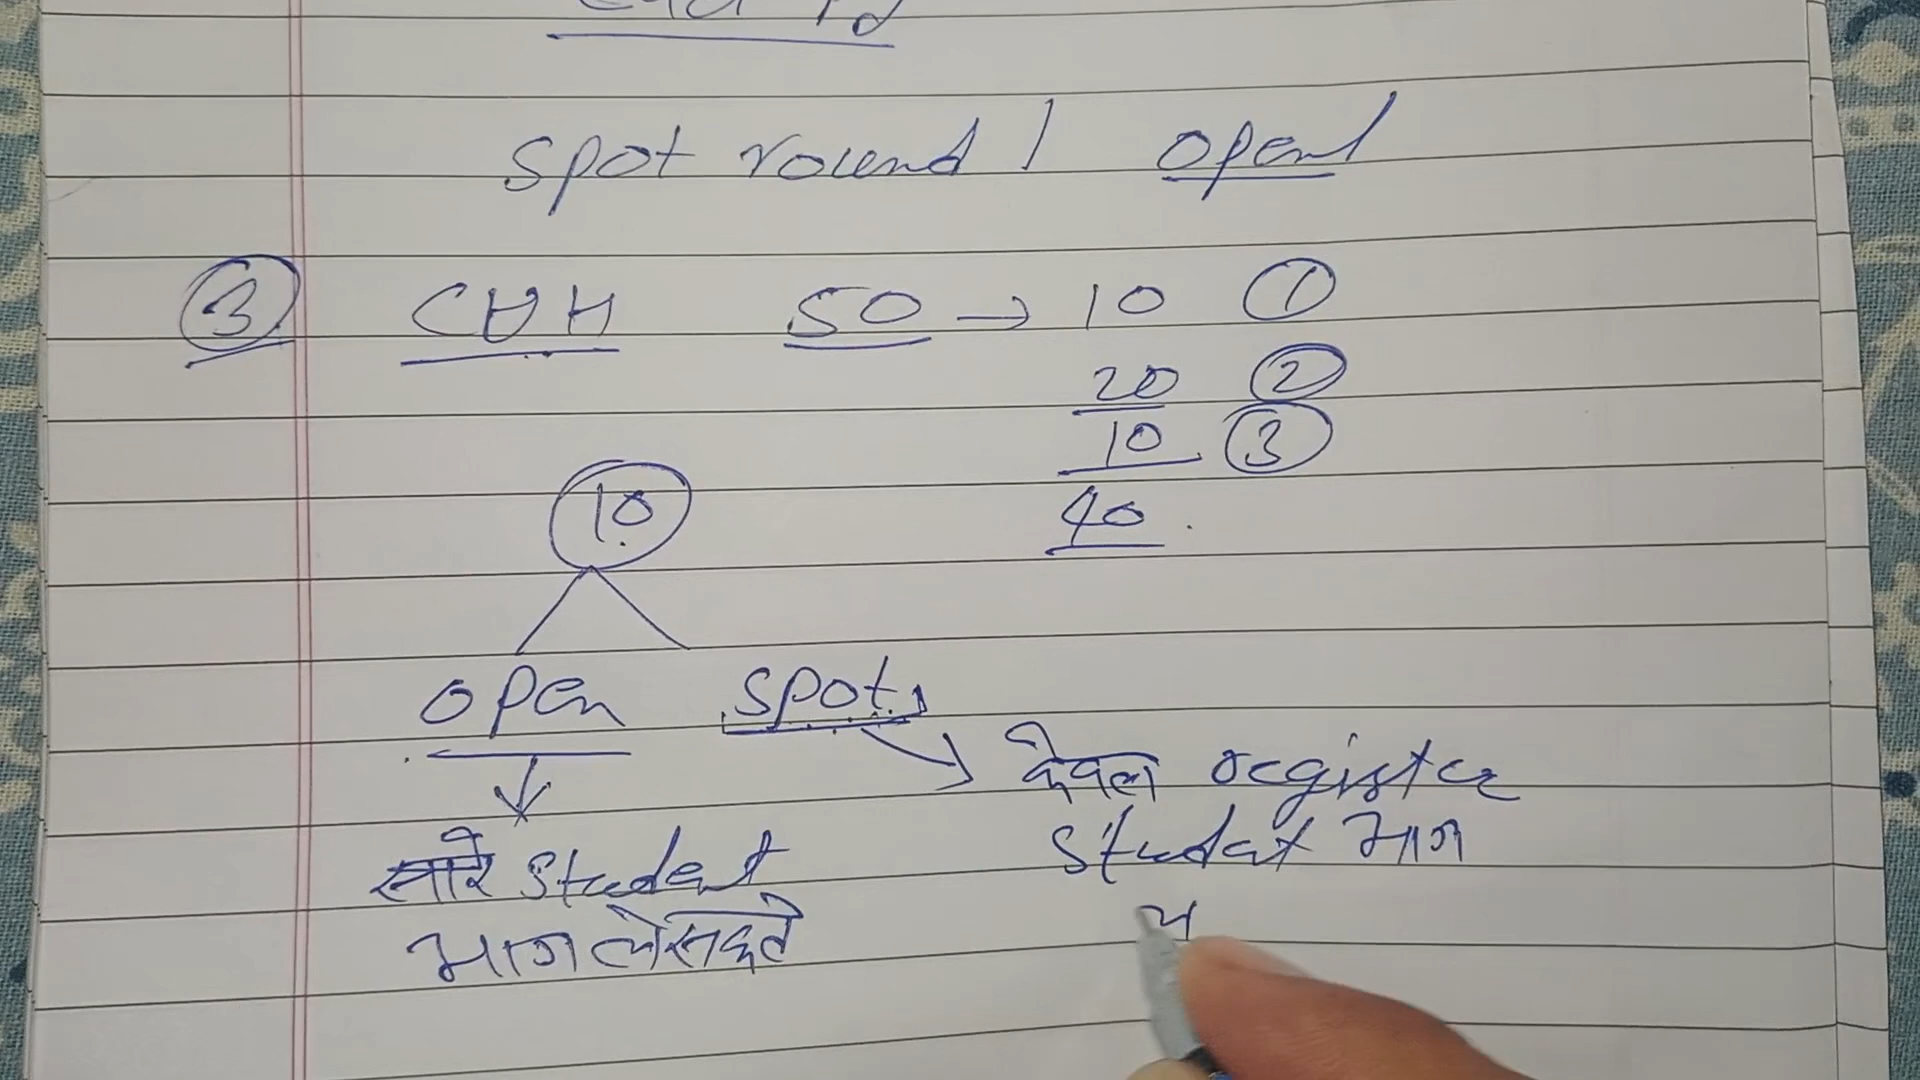 spot round 1 open
③ CHH 50 → 10 ①
20 ②
10 ③
40
10
open spot
केवल register
student भाग
सारे student
भाग ले सकते